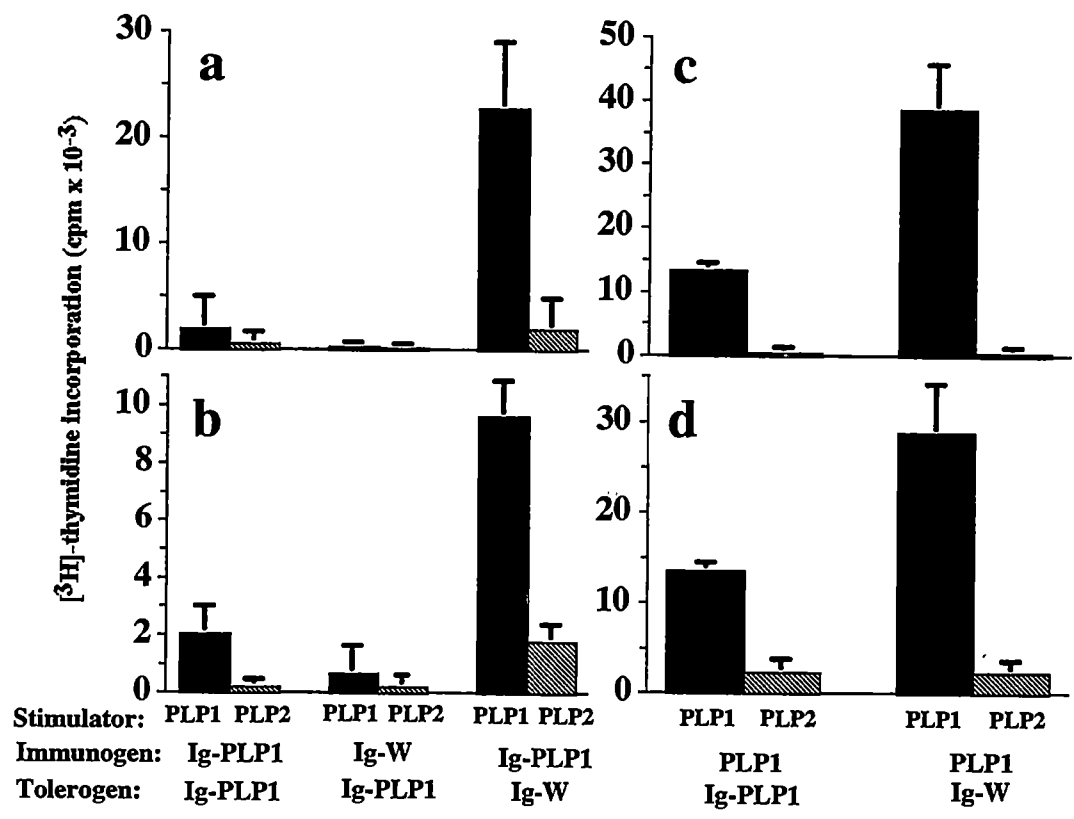 [3H]-thymidine incorporation (cpm x 10-3)
a
30
20
10
0
c
50
40
30
20
10
0
b
10
8
6
4
2
0
d
30
20
10
0
Stimulator: PLP1 PLP2 PLP1 PLP2 PLP1 PLP2 PLP1 PLP2 PLP1 PLP2
Immunogen: Ig-PLP1 Ig-W Ig-PLP1 PLP1 PLP1
Tolerogen: Ig-PLP1 Ig-PLP1 Ig-W Ig-PLP1 Ig-W